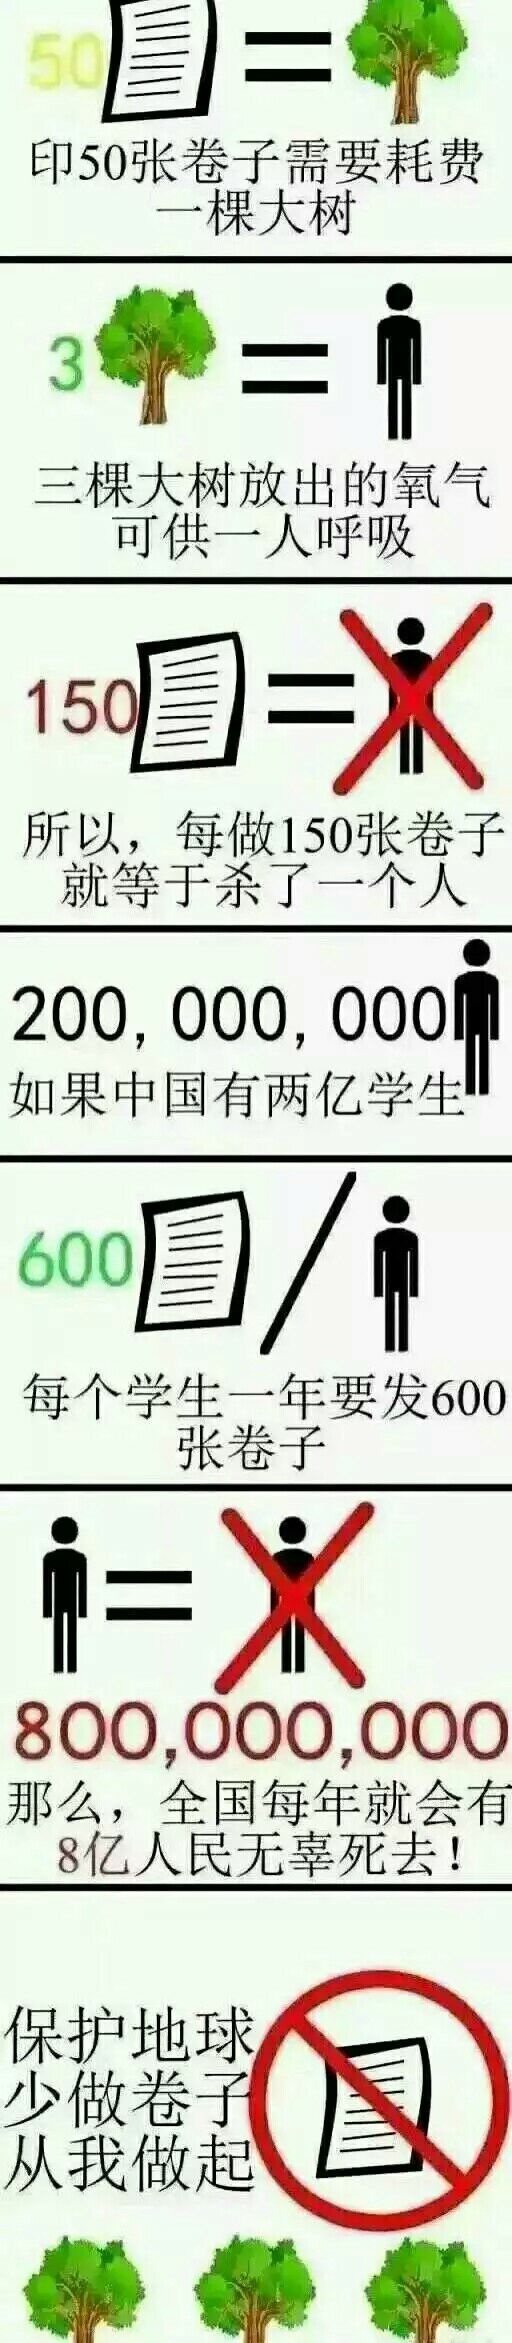 50
印50张卷子需要耗费
一棵大树
3
三棵大树放出的氧气
可供一人呼吸
150
所以，每做150张卷子
就等于杀了一个人
200,000,000
如果中国有两亿学生
600
每个学生一年要发600
张卷子
800,000,000
那么，全国每年就会有
8亿人民无辜死去！
保护地球
少做卷子
从我做起